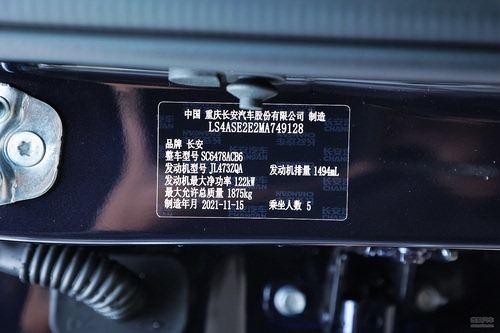 中国 重庆长安汽车股份有限公司 制造
LS4ASE2E2MA749128
品牌 长安
整车型号 SC6478ACB6
发动机型号 JL473ZQA 发动机排量 1494mL
发动机最大净功率 122kW
最大允许总质量 1875kg
制造年月 2021-11-15 乘坐人数 5